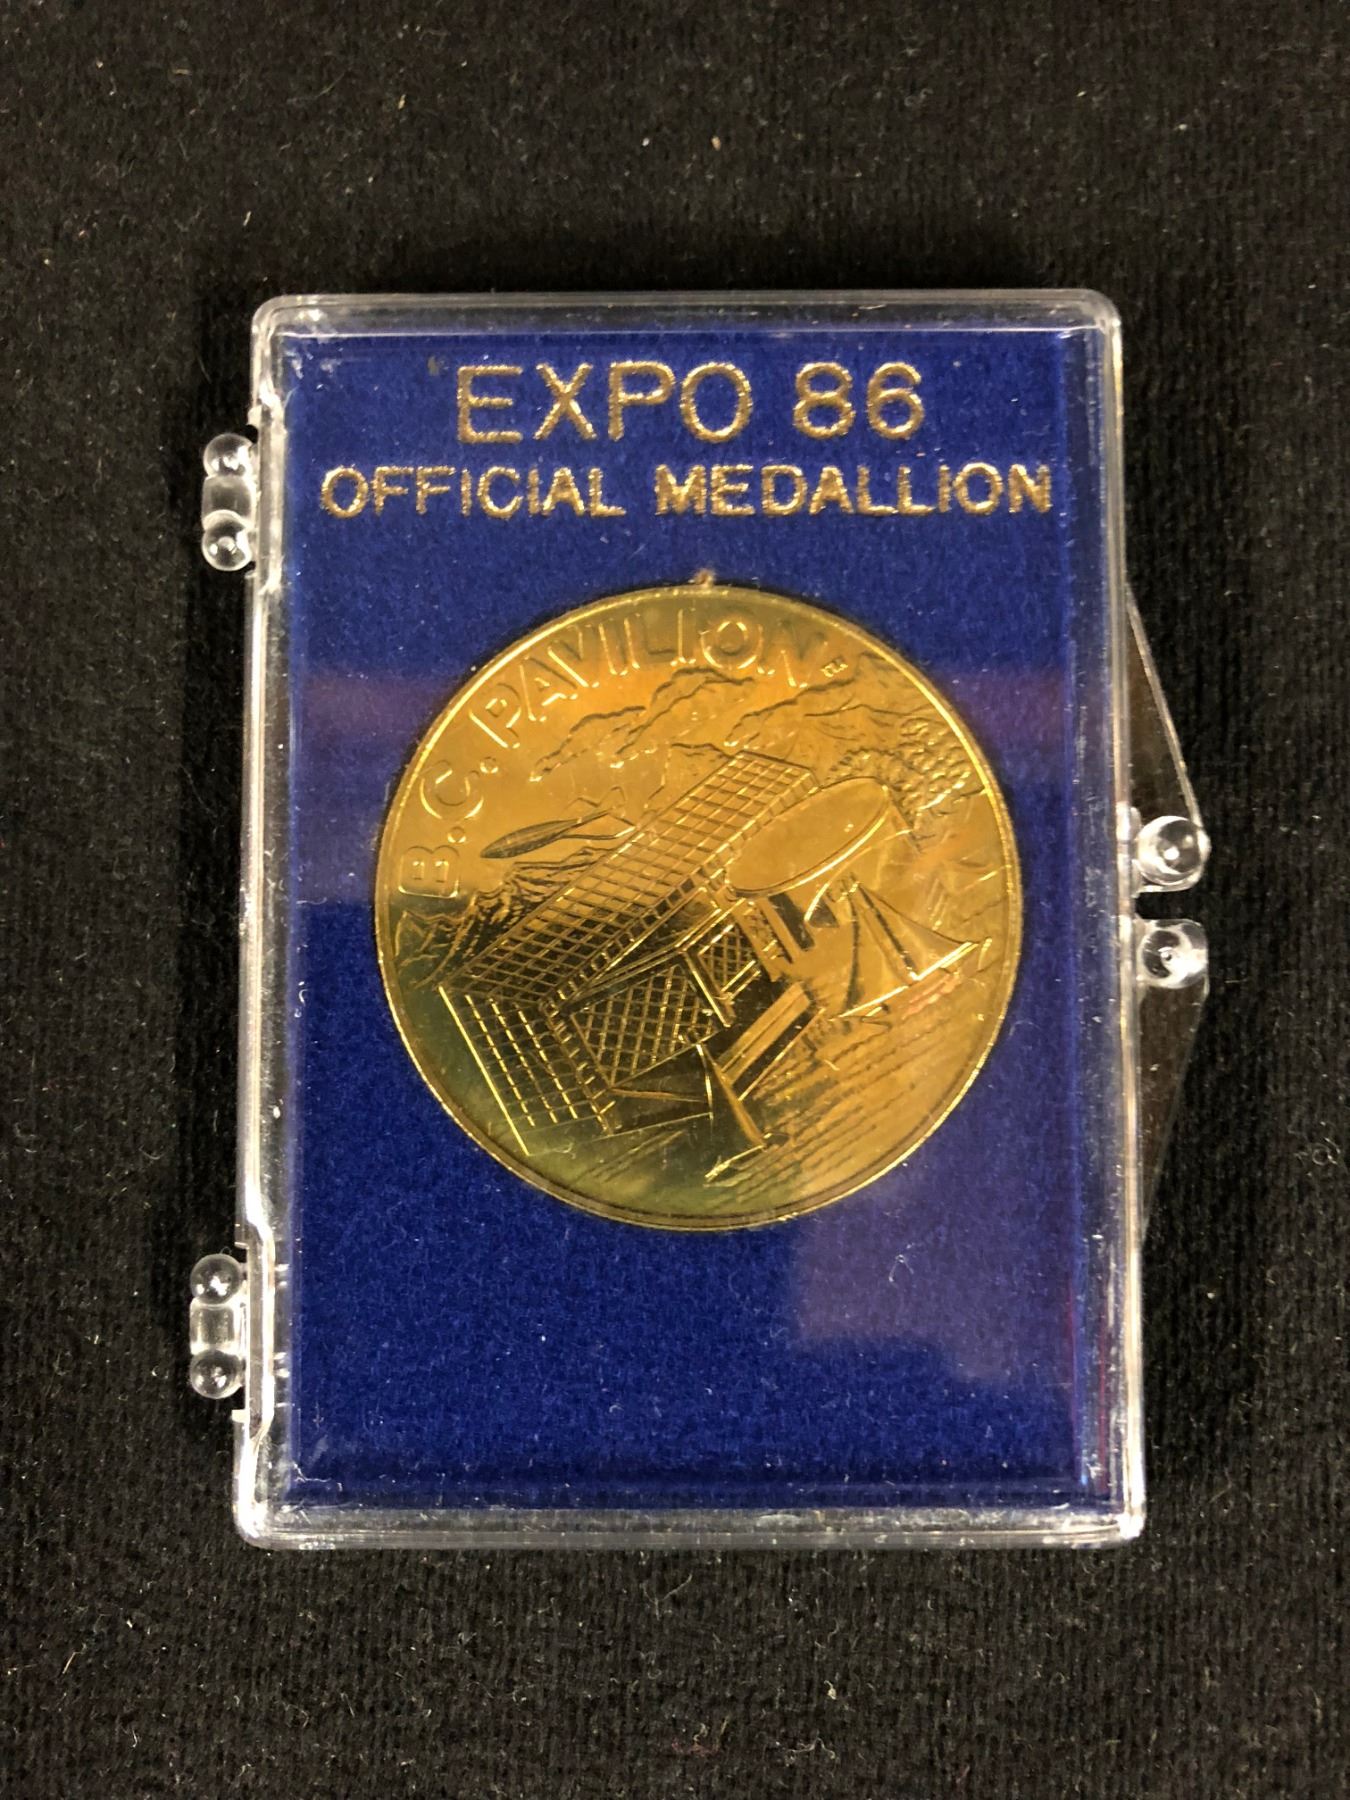 EXPO 86
OFFICIAL MEDALLION
B.C. PAVILION